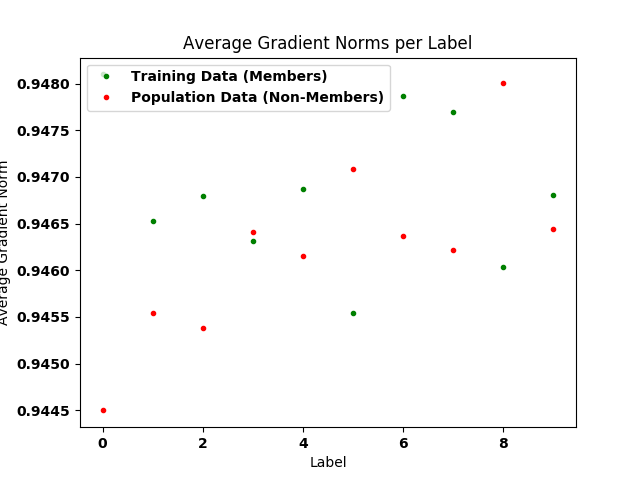 Average Gradient Norms per Label
Training Data (Members)
Population Data (Non-Members)
0.9480
0.9475
0.9470
0.9465
0.9460
0.9455
0.9450
0.9445
Average Gradient Norm
0
2
4
6
8
Label